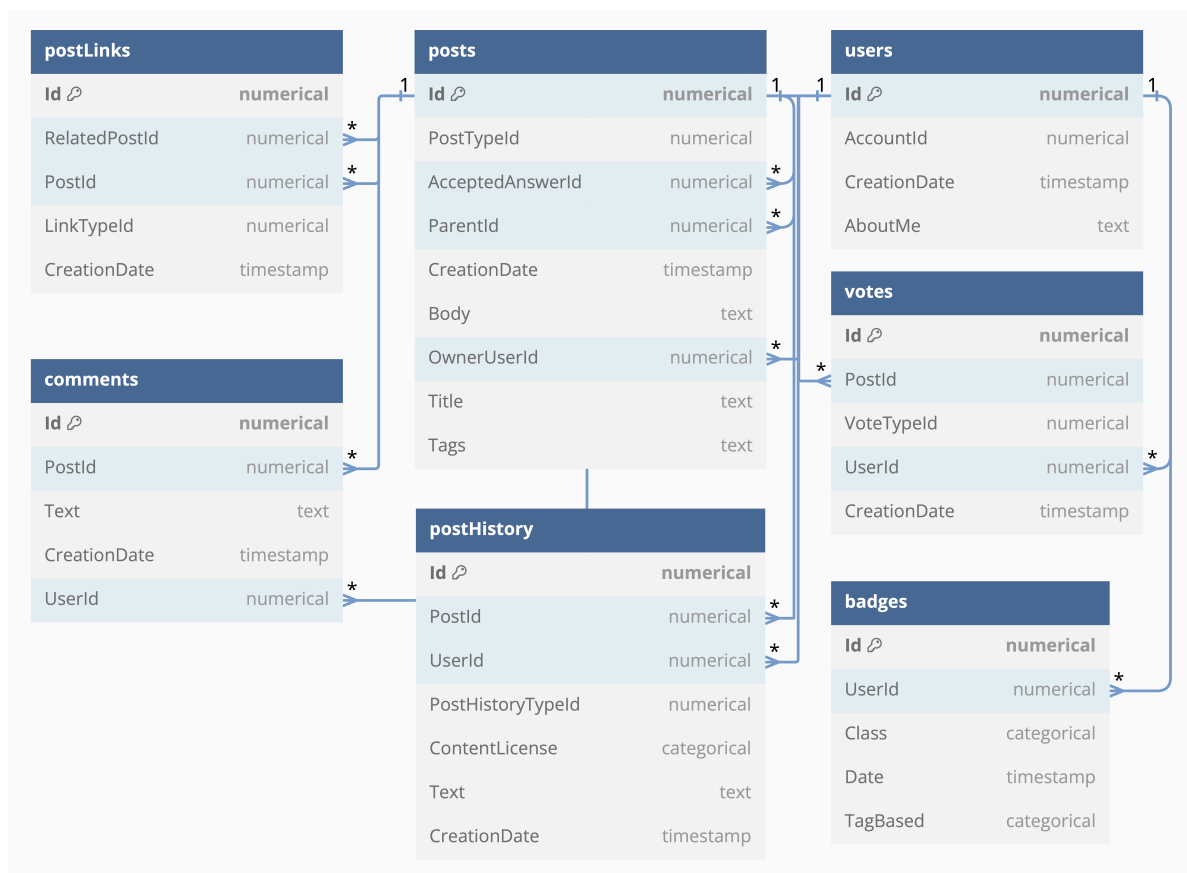 postLinks
Id numerical
RelatedPostId numerical
PostId numerical
LinkTypeId numerical
CreationDate timestamp
comments
Id numerical
PostId numerical
Text text
CreationDate timestamp
UserId numerical
posts
Id numerical
PostTypeId numerical
AcceptedAnswerId numerical
ParentId numerical
CreationDate timestamp
Body text
OwnerUserId numerical
Title text
Tags text
postHistory
Id numerical
PostId numerical
UserId numerical
PostHistoryTypeId numerical
ContentLicense categorical
Text text
CreationDate timestamp
users
Id numerical
AccountId numerical
CreationDate timestamp
AboutMe text
votes
Id numerical
PostId numerical
VoteTypeId numerical
UserId numerical
CreationDate timestamp
badges
Id numerical
UserId numerical
Class categorical
Date timestamp
TagBased categorical
1
1
1
1
*
*
*
*
*
*
*
*
*
*
*
*